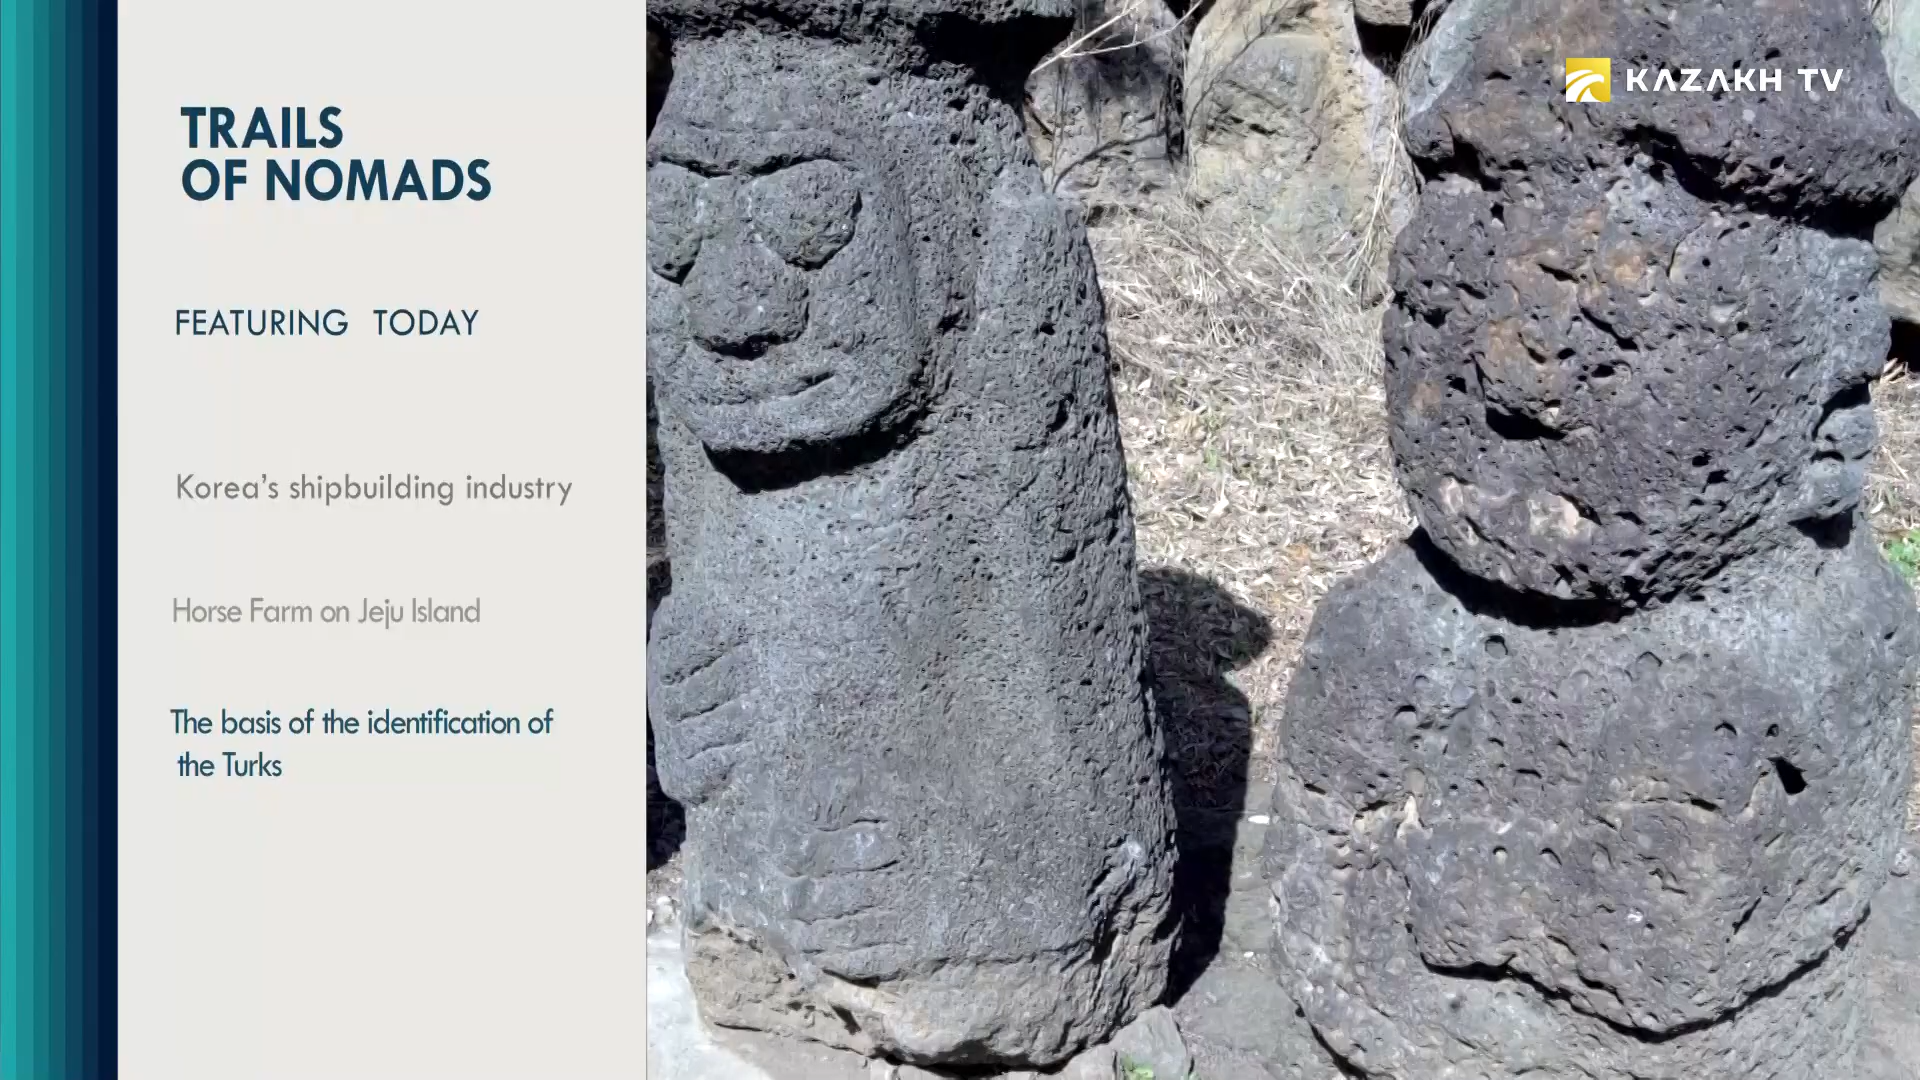 TRAILS
OF NOMADS
KAZAKH TV
FEATURING TODAY
Korea's shipbuilding industry
Horse Farm on Jeju Island
The basis of the identification of
the Turks